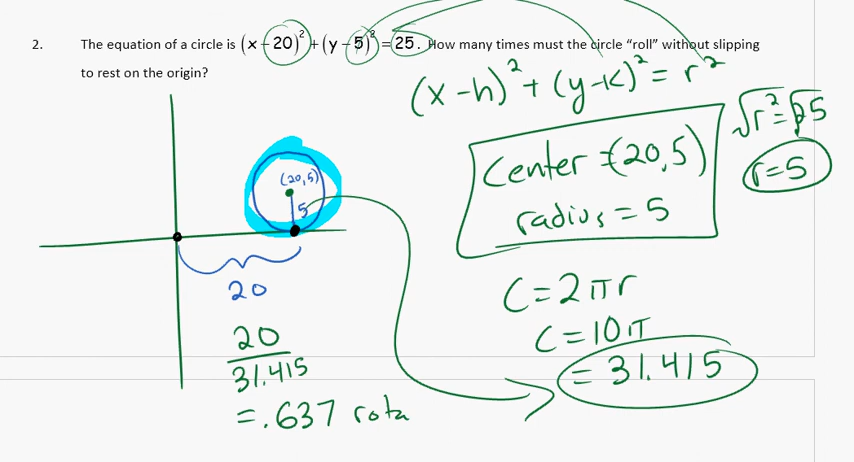 2. The equation of a circle is (x – 20)² + (y – 5)² = 25. How many times must the circle “roll” without slipping
to rest on the origin?
(x - h)² + (y - k)² = r²
√r² = √25
r = 5
Center = (20, 5)
radius = 5
(20, 5)
5
20
C = 2πr
C = 10π
= 31.415
20
31.415
= .637 rota